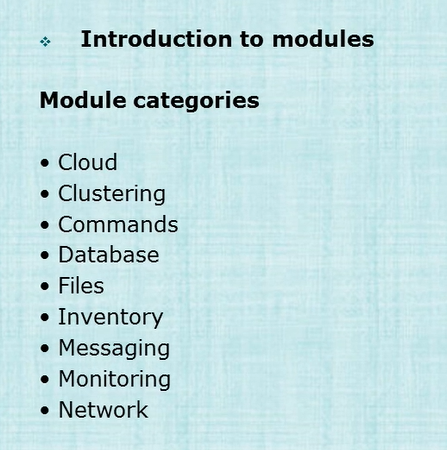 ❖ Introduction to modules
Module categories
• Cloud
• Clustering
• Commands
• Database
• Files
• Inventory
• Messaging
• Monitoring
• Network